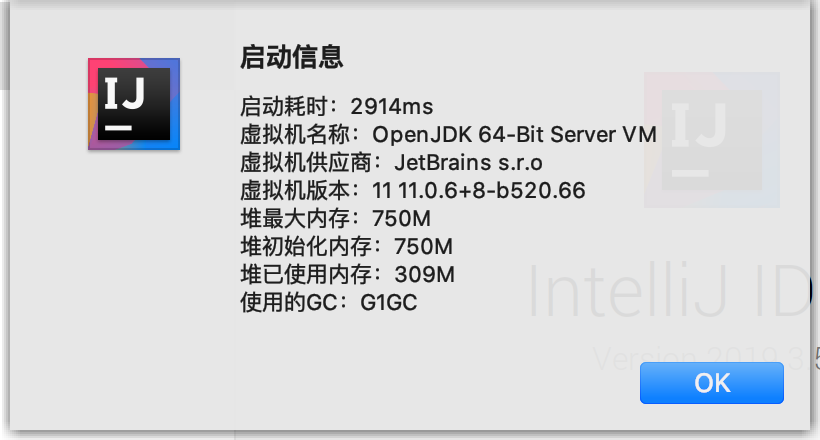 启动信息
IJ
启动耗时：2914ms
虚拟机名称：OpenJDK 64-Bit Server VM
虚拟机供应商：JetBrains s.r.o
虚拟机版本：11 11.0.6+8-b520.66
堆最大内存：750M
堆初始化内存：750M
堆已使用内存：309M
使用的GC：G1GC
IJ
IntelliJ ID
Version 2019.3.5
OK